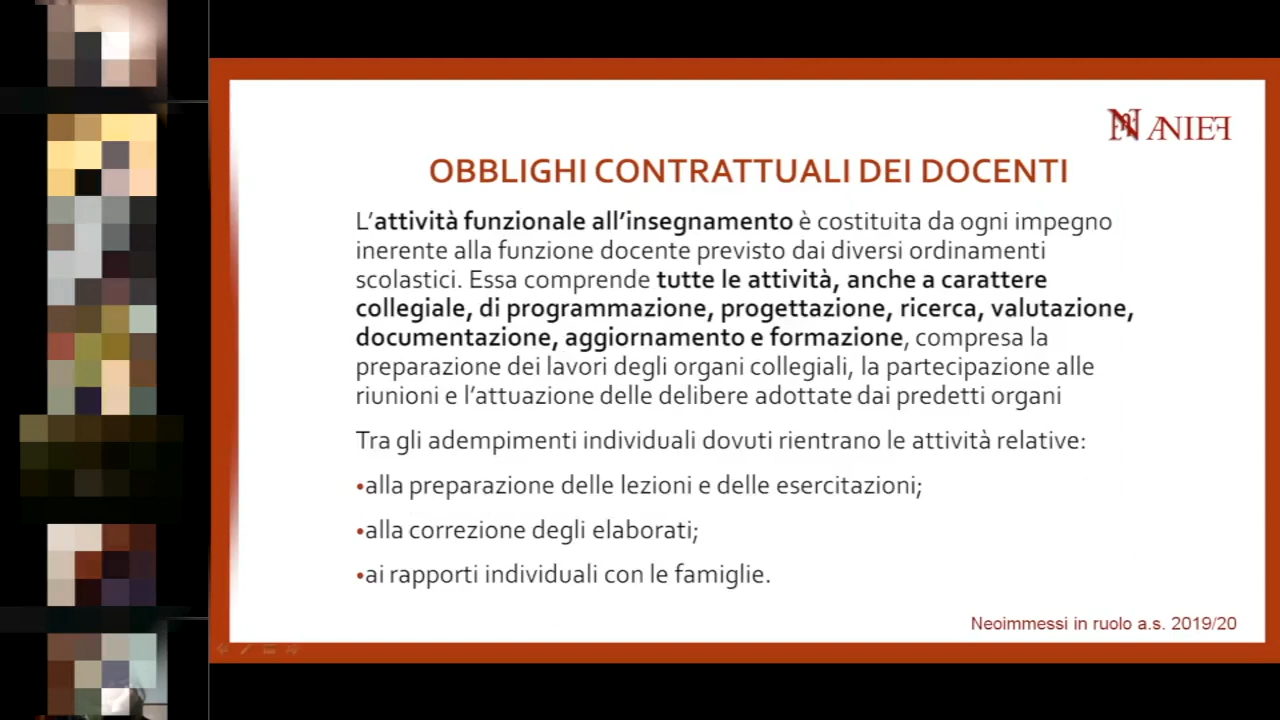 ANIEF
OBBLIGHI CONTRATTUALI DEI DOCENTI
L’attività funzionale all’insegnamento è costituita da ogni impegno
inerente alla funzione docente previsto dai diversi ordinamenti
scolastici. Essa comprende tutte le attività, anche a carattere
collegiale, di programmazione, progettazione, ricerca, valutazione,
documentazione, aggiornamento e formazione, compresa la
preparazione dei lavori degli organi collegiali, la partecipazione alle
riunioni e l’attuazione delle delibere adottate dai predetti organi
Tra gli adempimenti individuali dovuti rientrano le attività relative:
•alla preparazione delle lezioni e delle esercitazioni;
•alla correzione degli elaborati;
•ai rapporti individuali con le famiglie.
Neoimmessi in ruolo a.s. 2019/20